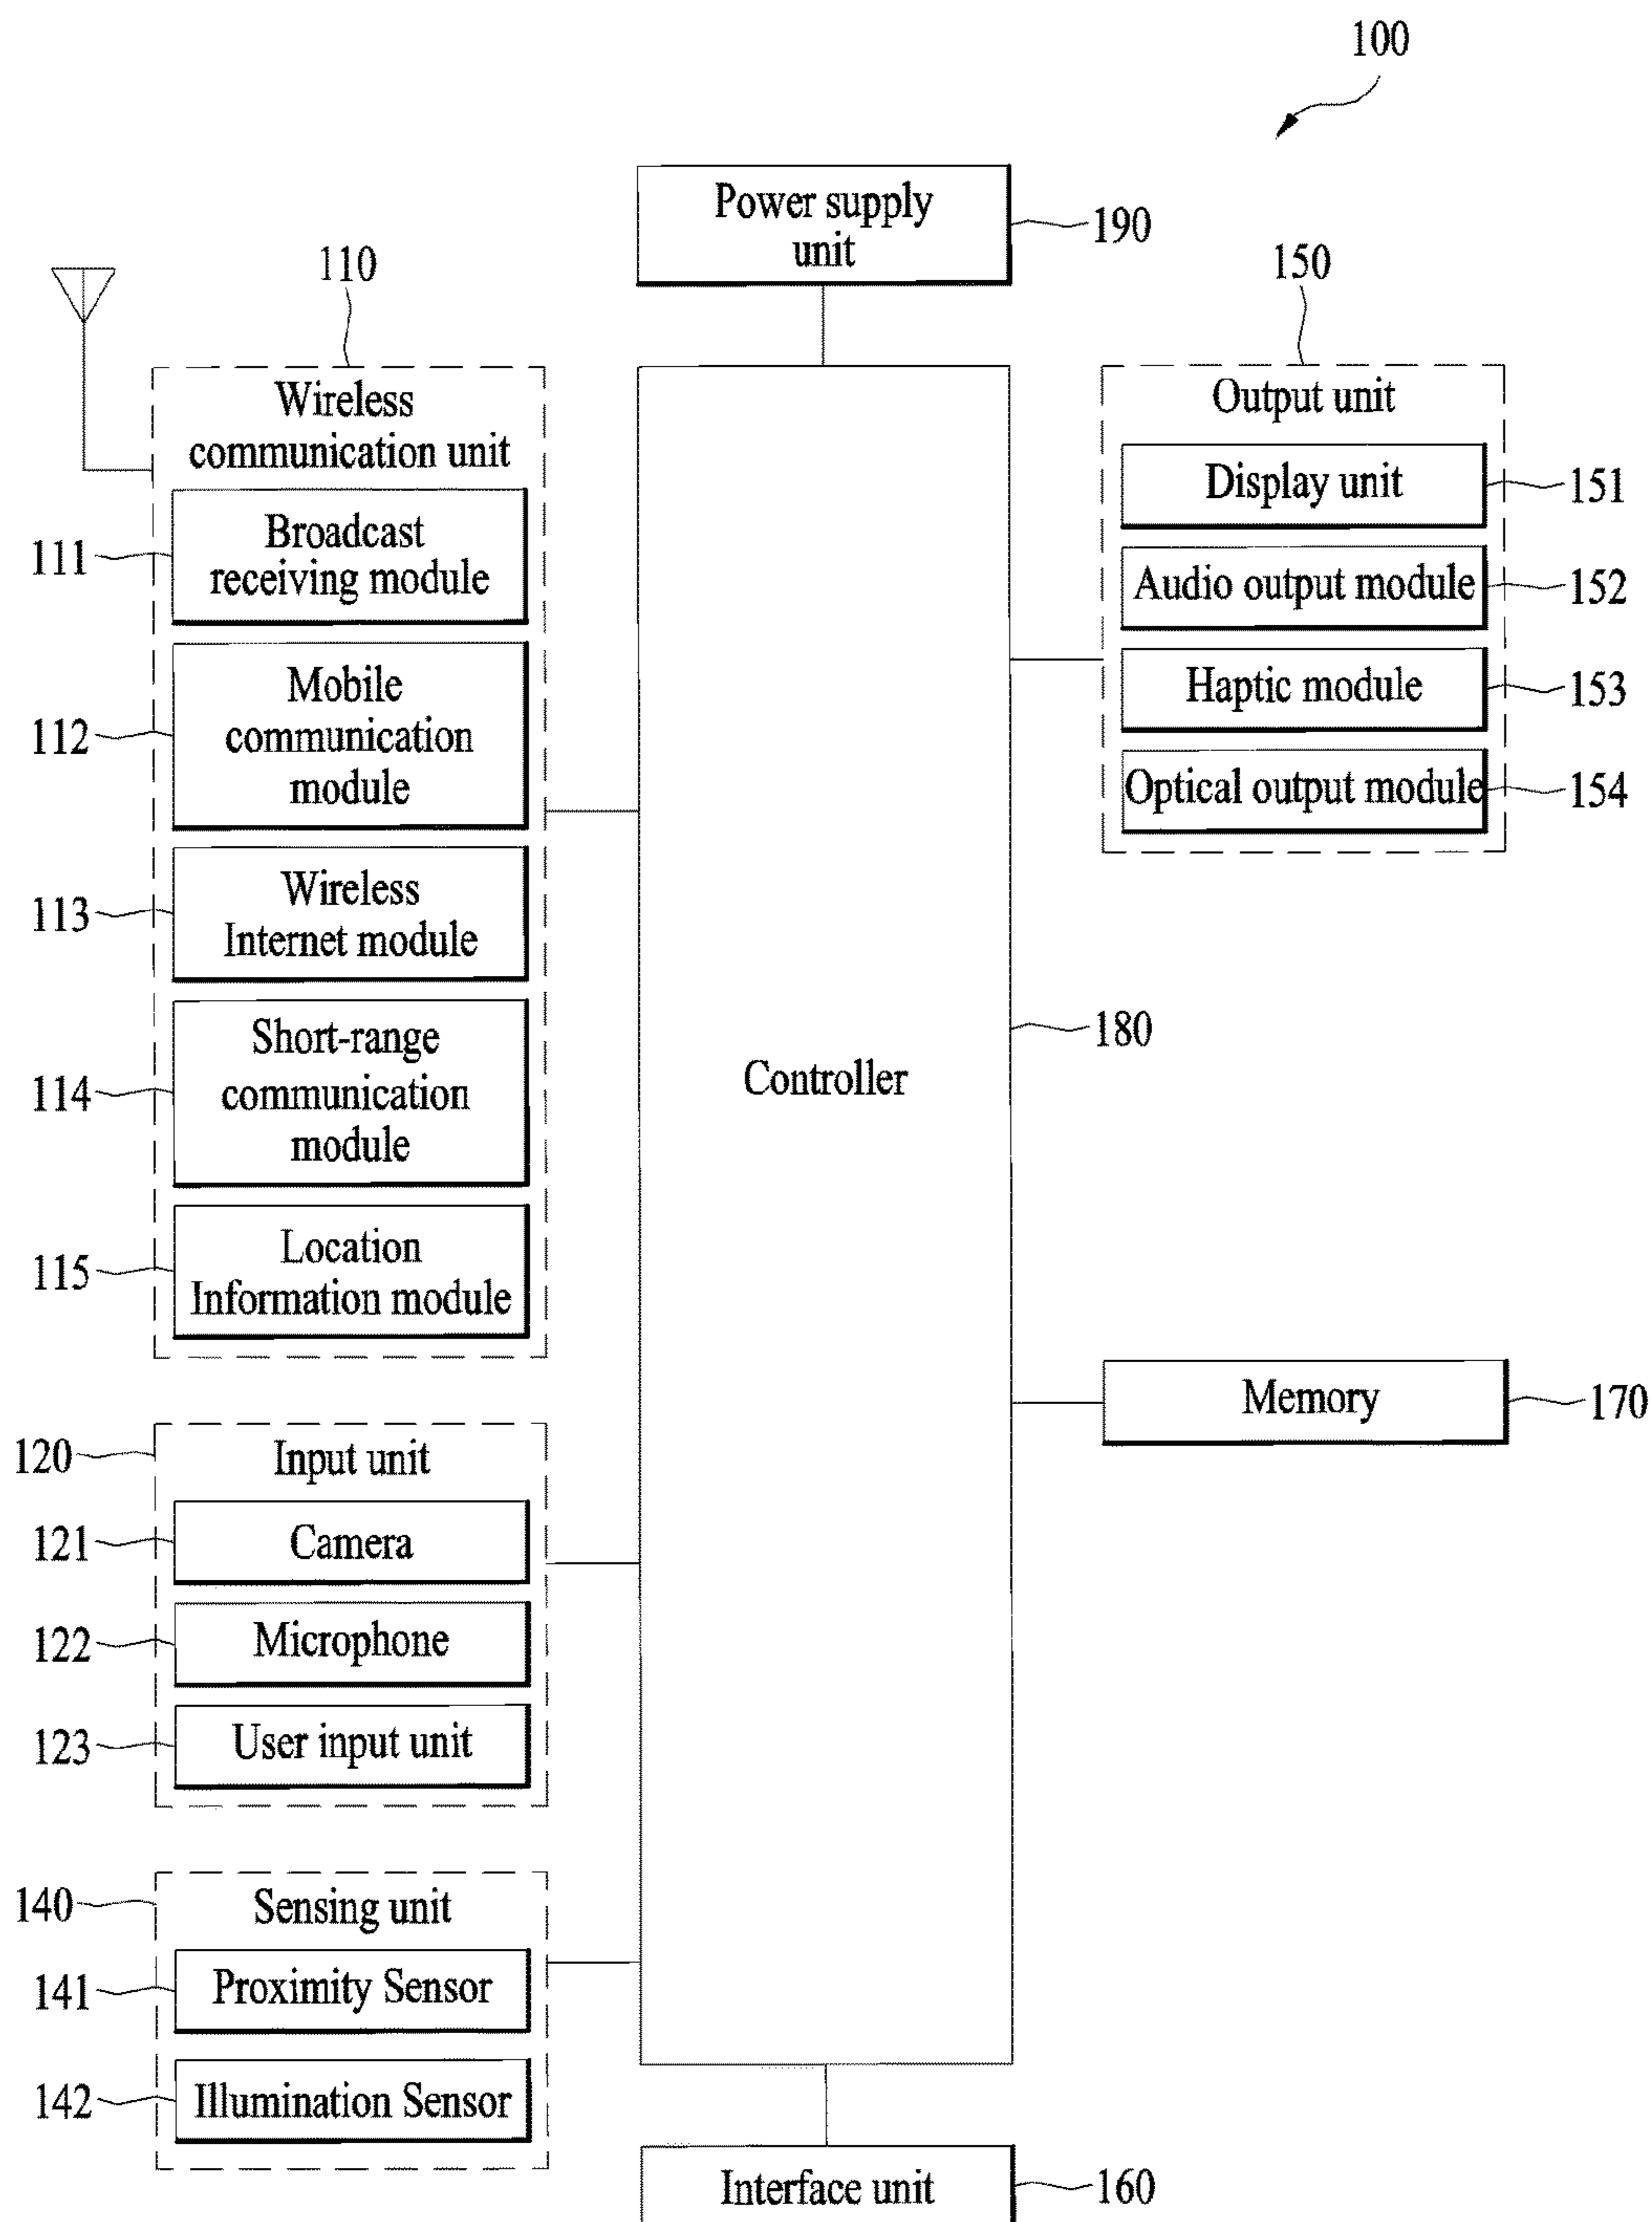 100
Power supply
unit
190
110
Wireless
communication unit
111
Broadcast
receiving module
112
Mobile
communication
module
113
Wireless
Internet module
114
Short-range
communication
module
115
Location
Information module
120
Input unit
121
Camera
122
Microphone
123
User input unit
140
Sensing unit
141
Proximity Sensor
142
Illumination Sensor
Controller
180
150
Output unit
Display unit
151
Audio output module
152
Haptic module
153
Optical output module
154
Memory
170
Interface unit
160